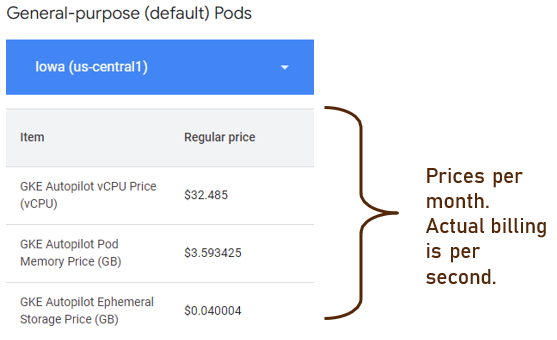 General-purpose (default) Pods
Iowa (us-central1)
Item Regular price
GKE Autopilot vCPU Price
(vCPU) $32.485
GKE Autopilot Pod
Memory Price (GB) $3.593425
GKE Autopilot Ephemeral
Storage Price (GB) $0.040004
Prices per
month.
Actual billing
is per
second.